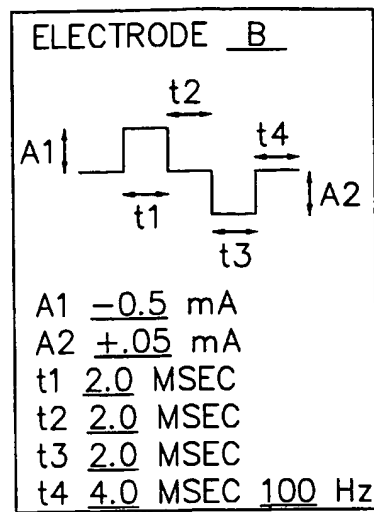 ELECTRODE B
t2
A1
t4
t1
A2
t3
A1 −0.5 mA
A2 +.05 mA
t1 2.0 MSEC
t2 2.0 MSEC
t3 2.0 MSEC
t4 4.0 MSEC 100 Hz